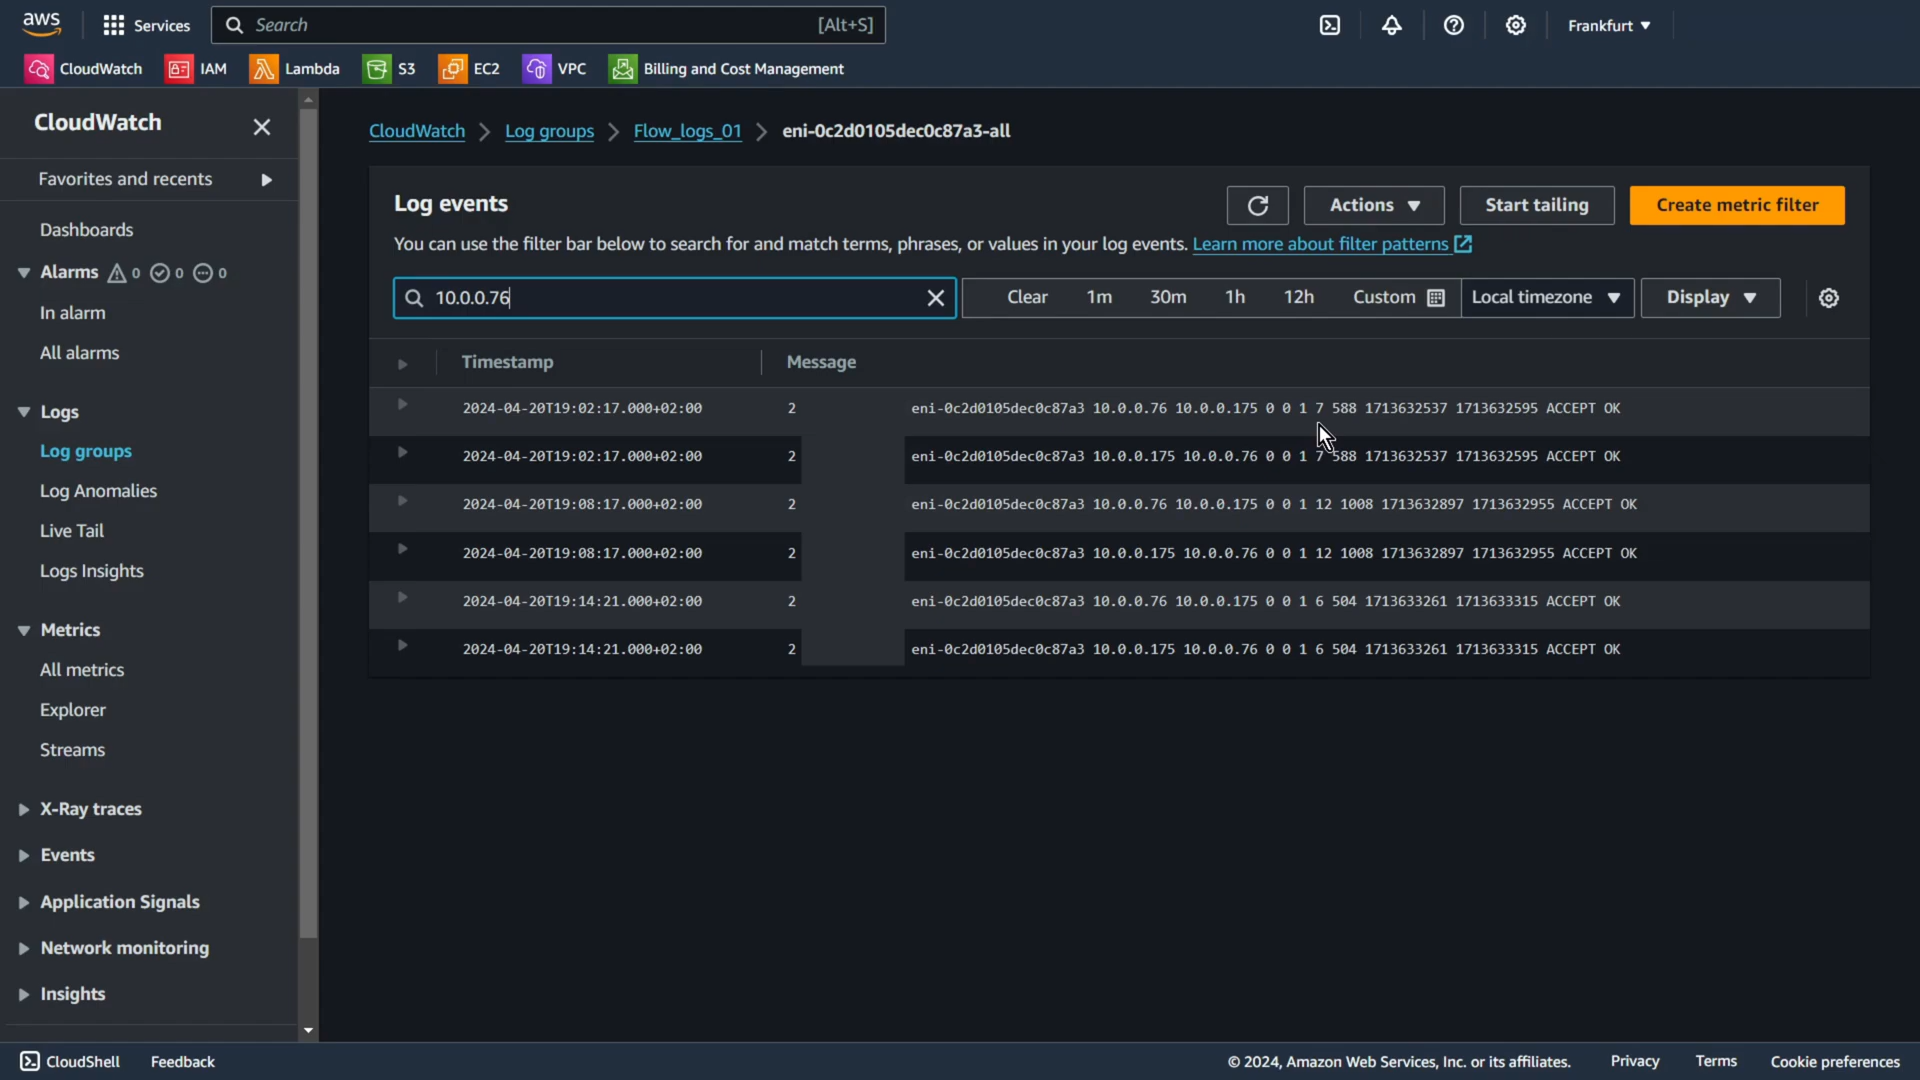 aws Services Search [Alt+S] Frankfurt
CloudWatch IAM Lambda S3 EC2 VPC Billing and Cost Management
CloudWatch
Favorites and recents
Dashboards
Alarms 0 0 0
In alarm
All alarms
Logs
Log groups
Log Anomalies
Live Tail
Logs Insights
Metrics
All metrics
Explorer
Streams
X-Ray traces
Events
Application Signals
Network monitoring
Insights
CloudWatch Log groups Flow_logs_01 eni-0c2d0105dec0c87a3-all
Log events
Actions Start tailing Create metric filter
You can use the filter bar below to search for and match terms, phrases, or values in your log events. Learn more about filter patterns
10.0.0.76 Clear 1m 30m 1h 12h Custom Local timezone Display
Timestamp Message
2024-04-20T19:02:17.000+02:00 2 eni-0c2d0105dec0c87a3 10.0.0.76 10.0.0.175 0 0 1 7 588 1713632537 1713632595 ACCEPT OK
2024-04-20T19:02:17.000+02:00 2 eni-0c2d0105dec0c87a3 10.0.0.175 10.0.0.76 0 0 1 7 588 1713632537 1713632595 ACCEPT OK
2024-04-20T19:08:17.000+02:00 2 eni-0c2d0105dec0c87a3 10.0.0.76 10.0.0.175 0 0 1 12 1008 1713632897 1713632955 ACCEPT OK
2024-04-20T19:08:17.000+02:00 2 eni-0c2d0105dec0c87a3 10.0.0.175 10.0.0.76 0 0 1 12 1008 1713632897 1713632955 ACCEPT OK
2024-04-20T19:14:21.000+02:00 2 eni-0c2d0105dec0c87a3 10.0.0.76 10.0.0.175 0 0 1 6 504 1713633261 1713633315 ACCEPT OK
2024-04-20T19:14:21.000+02:00 2 eni-0c2d0105dec0c87a3 10.0.0.175 10.0.0.76 0 0 1 6 504 1713633261 1713633315 ACCEPT OK
CloudShell Feedback © 2024, Amazon Web Services, Inc. or its affiliates. Privacy Terms Cookie preferences